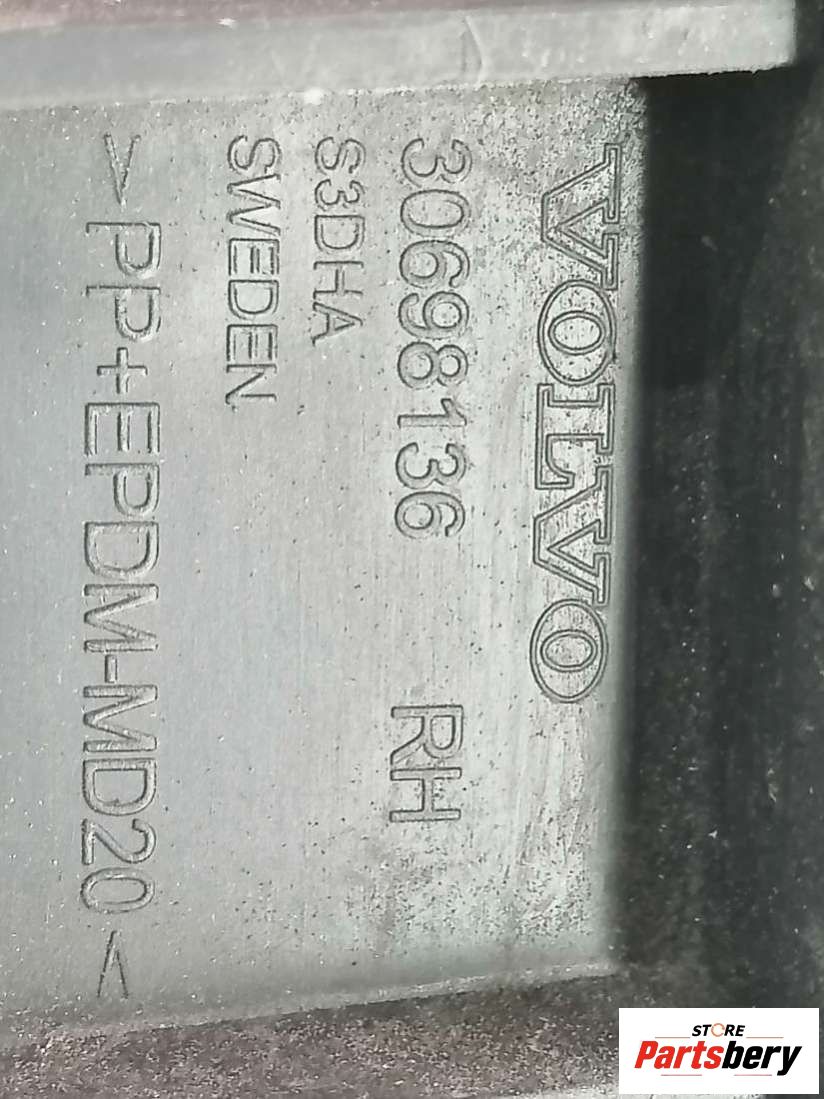 VOLVO
30698136 RH
S3DHA
SWEDEN
>PP+EPDM-MD20<
STORE
Partsbery